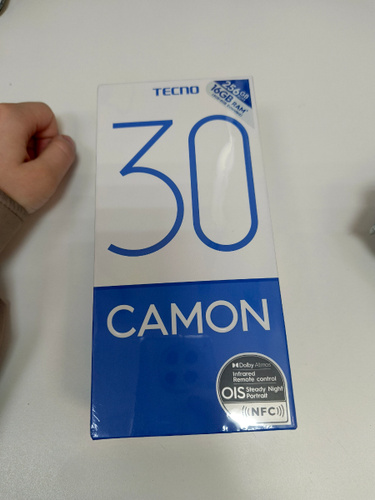 TECNO
256GB
16GB RAM*
30
CAMON
Dolby Atmos
Infrared
Remote control
OIS Steady Night
Portrait
NFC